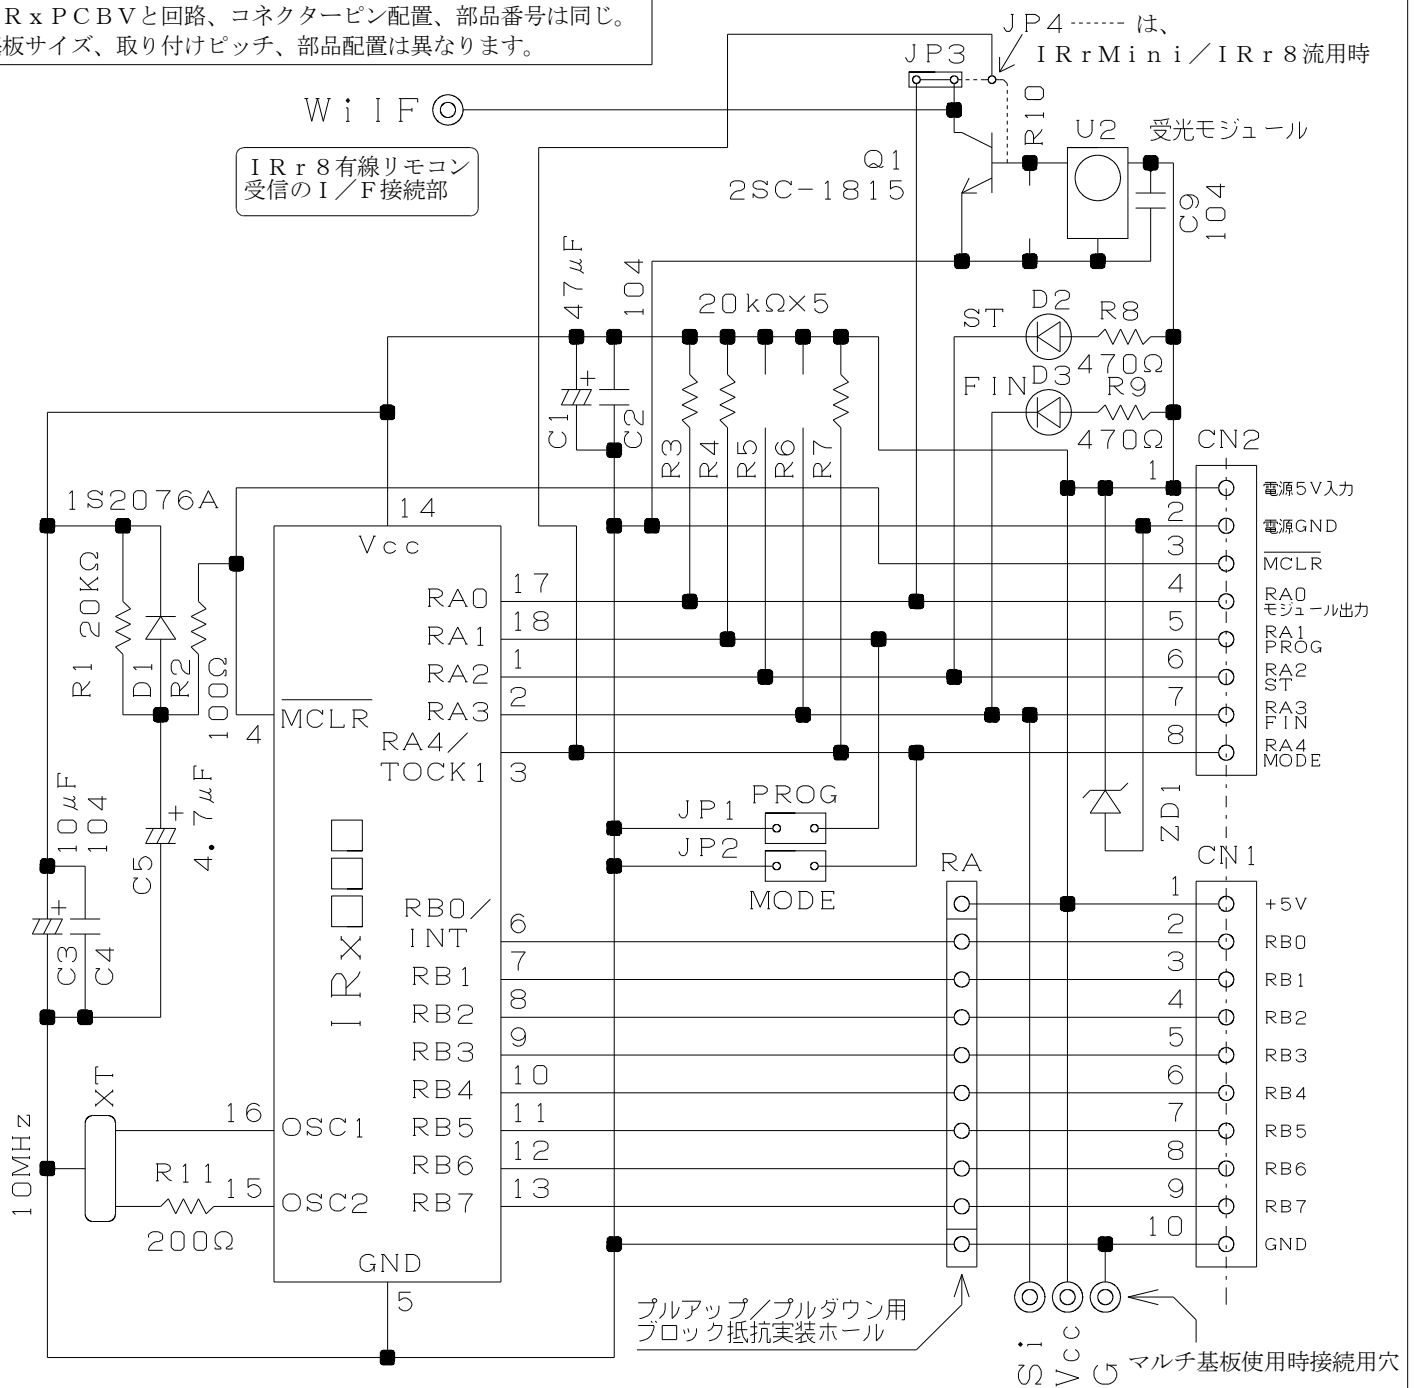 RxPCBVと回路、コネクターピン配置、部品番号は同じ。
板サイズ、取り付けピッチ、部品配置は異なります。
JP4------は、
IRrMini／IRr8流用時
JP3
WiIF
R10
U2
受光モジュール
IRr8有線リモコン
受信のI／F接続部
Q1
2SC-1815
C9
104
47μF
104
20kΩ×5
ST
D2
R8
470Ω
FIN
D3
R9
470Ω
C1
C2
R3
R4
R5
R6
R7
CN2
1
電源5V入力
2
電源GND
3
MCLR
4
RA0
モジュール出力
5
RA1
PROG
6
RA2
ST
7
RA3
FIN
8
RA4
MODE
1S2076A
14
Vcc
R1 20KΩ
D1
R2
100Ω
RA0
17
RA1
18
RA2
1
RA3
2
MCLR
4
RA4/
TOCK1
3
10μF
104
C5
4.7μF
JP1
PROG
JP2
MODE
ZD1
RA
CN1
C3
C4
IRx□□□
RB0/
INT
6
RB1
7
RB2
8
RB3
9
RB4
10
RB5
11
RB6
12
RB7
13
1
+5V
2
RB0
3
RB1
4
RB2
5
RB3
6
RB4
7
RB5
8
RB6
9
RB7
10
GND
10MHz
XT
16
OSC1
R11
15
OSC2
200Ω
GND
5
プルアップ／プルダウン用
ブロック抵抗実装ホール
Si
Vcc
G
マルチ基板使用時接続用穴